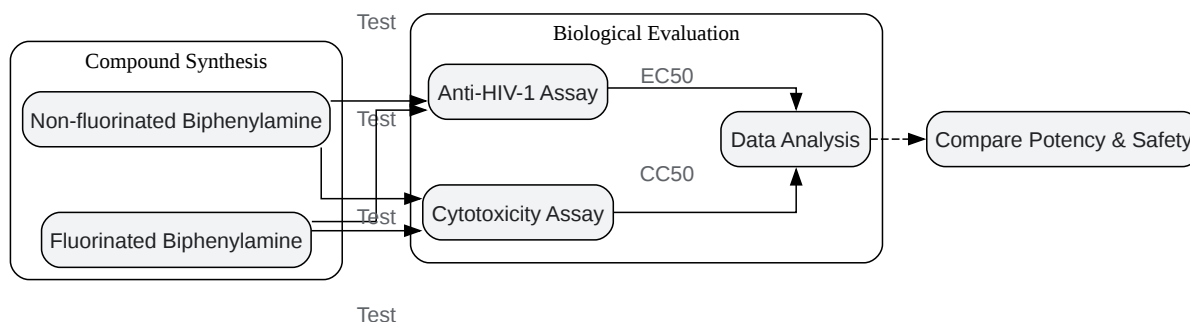 Test
Biological Evaluation
Compound Synthesis
Non-fluorinated Biphenylamine
Anti-HIV-1 Assay
EC50
Test
Data Analysis
Compare Potency & Safety
CC50
Fluorinated Biphenylamine
Test
Cytotoxicity Assay
Test